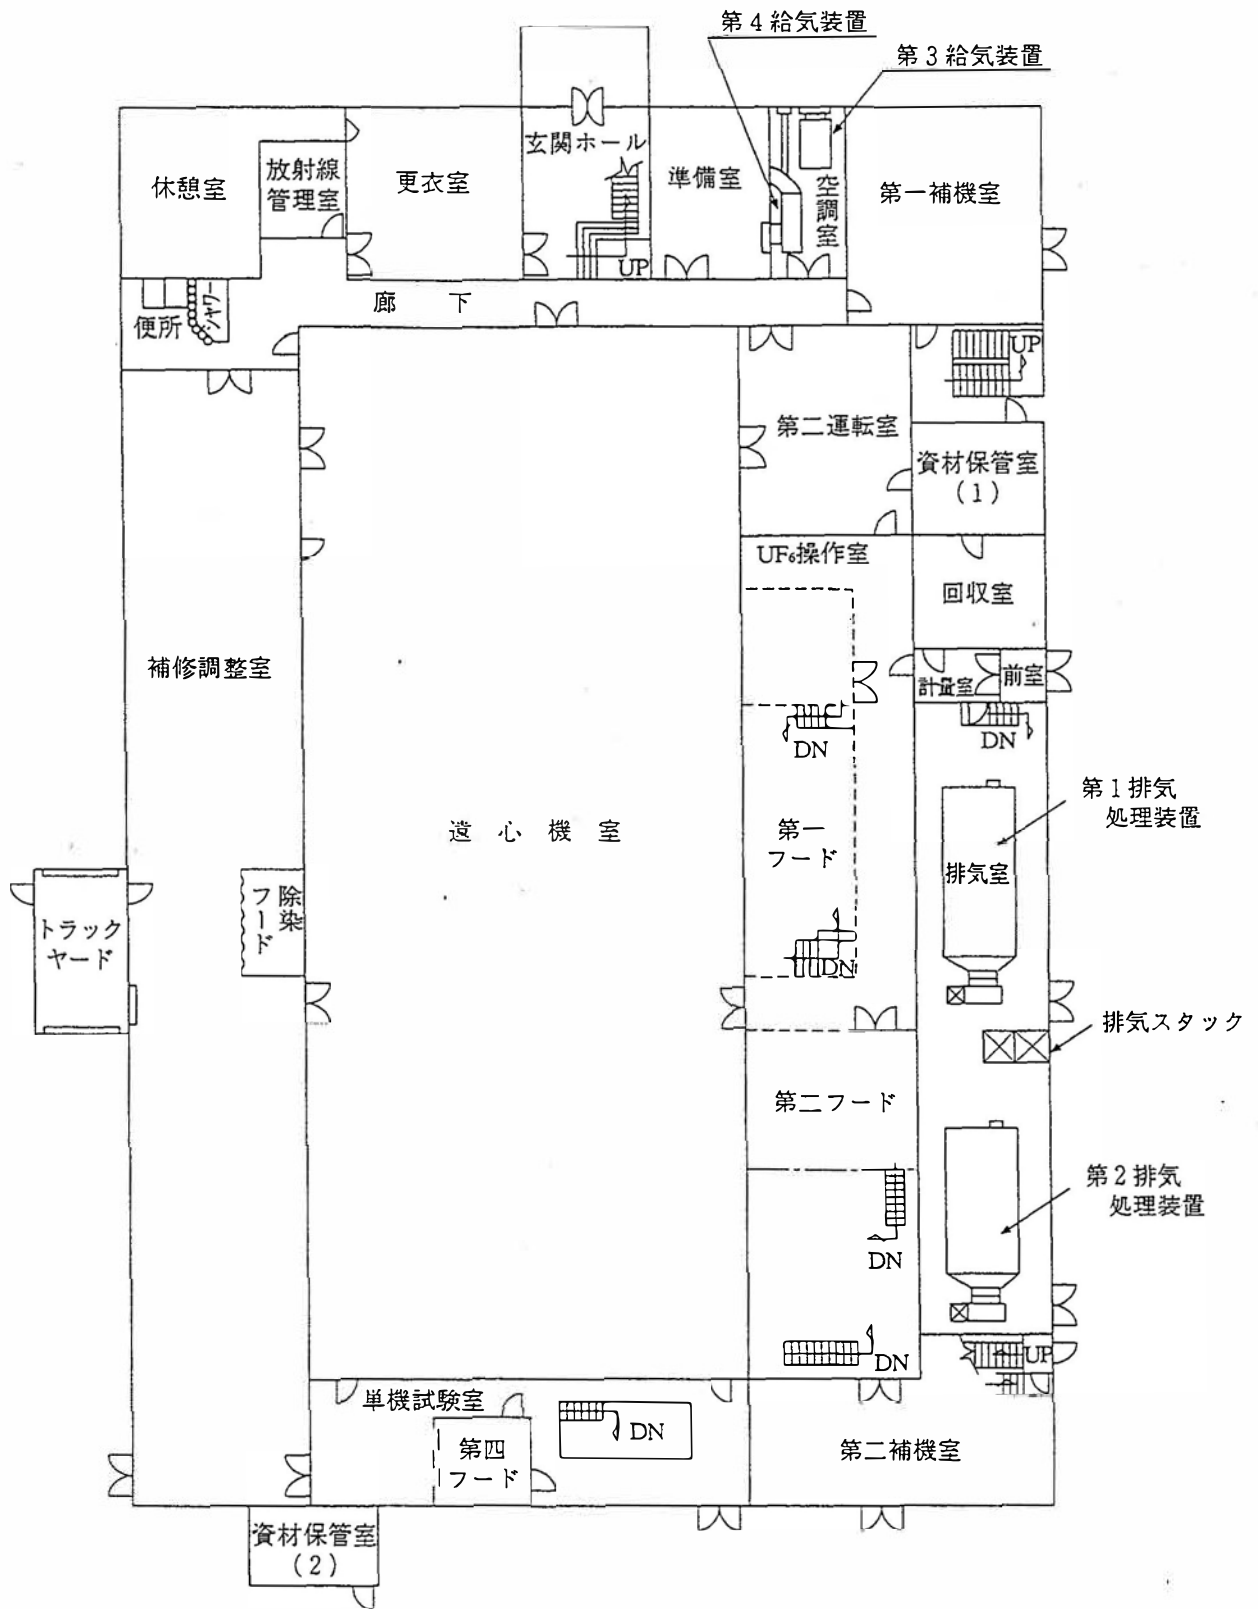 第4給気装置
第3給気装置
玄関ホール
放射線
管理室
休憩室
更衣室
準備室
空調室
第一補機室
UP
廊下
シャワー
便所
UP
第二運転室
資材保管室
(1)
UF6操作室
回収室
補修調整室
計量室
前室
DN
DN
第1排気
処理装置
第一
フード
遠心機室
排気室
除染
フード
トラック
ヤード
DN
排気スタック
第二フード
第2排気
処理装置
DN
UP
DN
単機試験室
DN
第四
フード
第二補機室
資材保管室
(2)